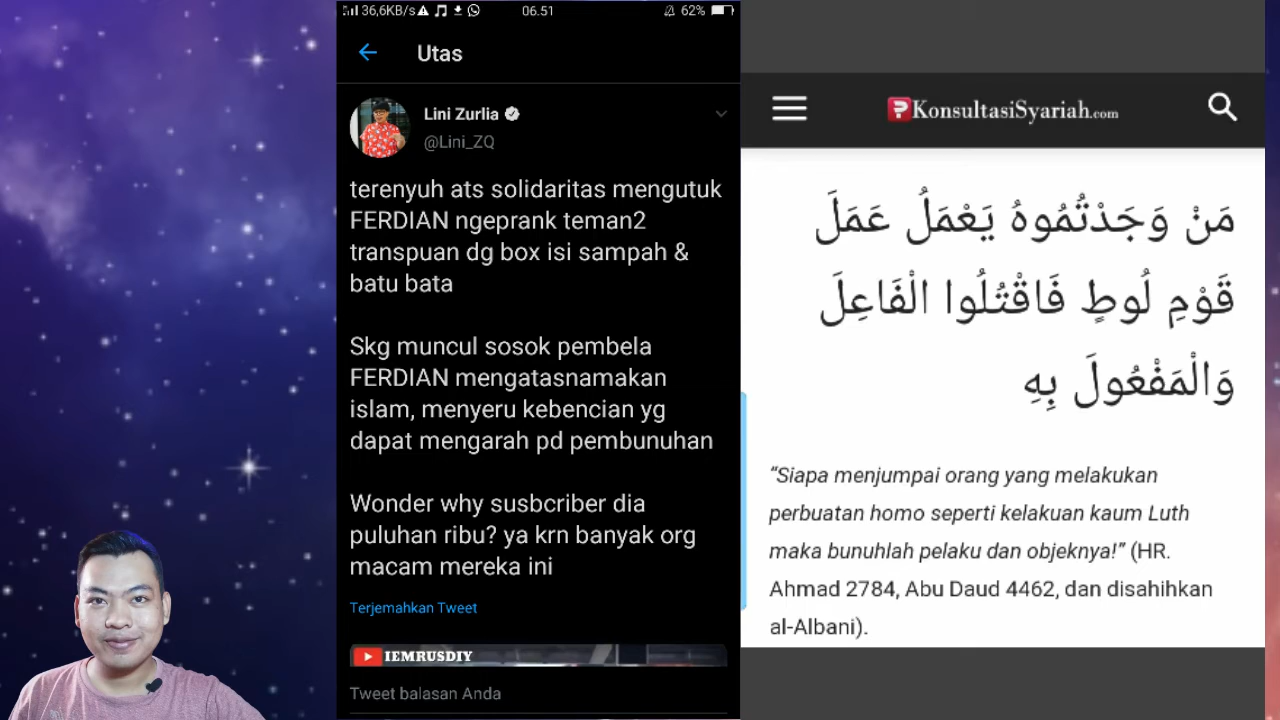 36,6KB/s
06.51
62%
Utas
Lini Zurlia
@Lini_ZQ
terenyuh ats solidaritas mengutuk
FERDIAN ngeprank teman2
transpuan dg box isi sampah &
batu bata
Skg muncul sosok pembela
FERDIAN mengatasnamakan
islam, menyeru kebencian yg
dapat mengarah pd pembunuhan
Wonder why susbcriber dia
puluhan ribu? ya krn banyak org
macam mereka ini
Terjemahkan Tweet
IEMRUSDIY
Tweet balasan Anda
KonsultasiSyariah.com
مَنْ وَجَدْتُمُوهُ يَعْمَلُ عَمَلَ
قَوْمِ لُوطٍ فَاقْتُلُوا الْفَاعِلَ
وَالْمَفْعُولَ بِهِ
“Siapa menjumpai orang yang melakukan
perbuatan homo seperti kelakuan kaum Luth
maka bunuhlah pelaku dan objeknya!” (HR.
Ahmad 2784, Abu Daud 4462, dan disahihkan
al-Albani).